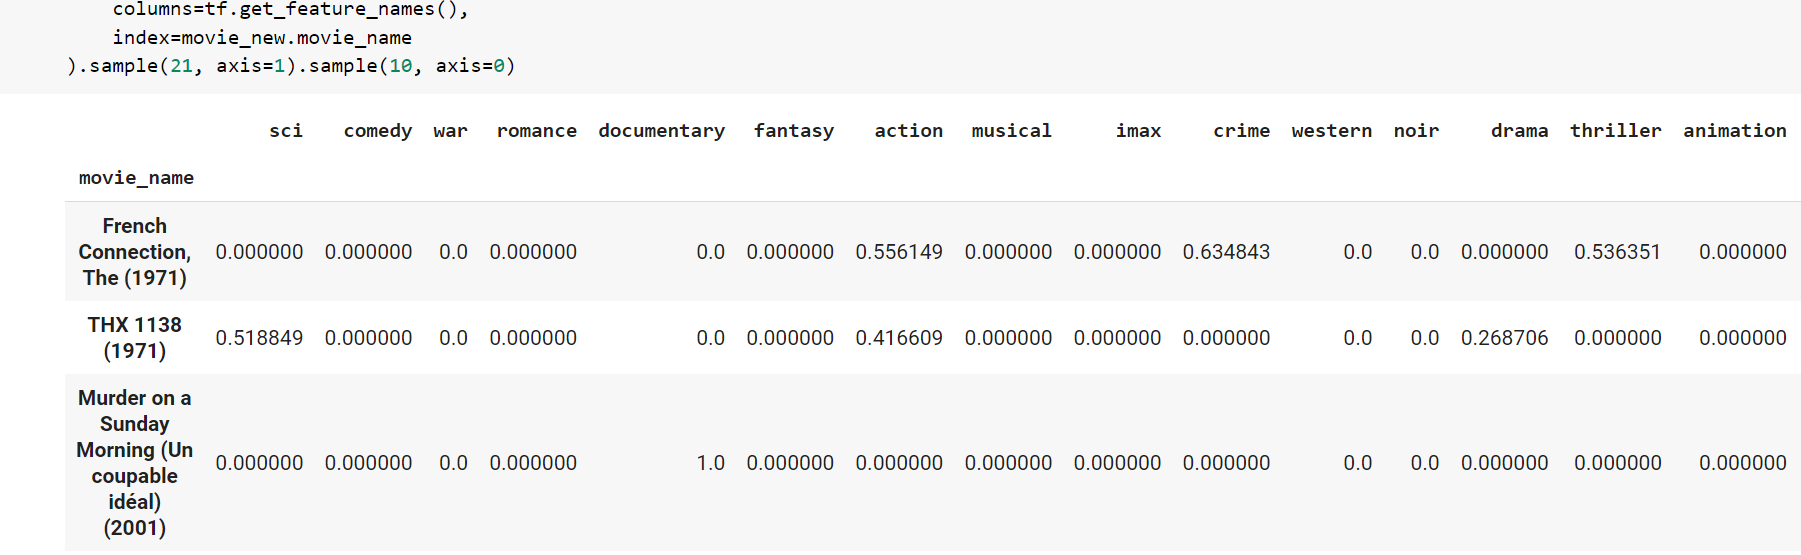 columns=tf.get_feature_names(),
index=movie_new.movie_name
).sample(21, axis=1).sample(10, axis=0)
sci comedy war romance documentary fantasy action musical imax crime western noir drama thriller animation
movie_name
French
Connection,
The (1971)
0.000000 0.000000 0.0 0.000000 0.0 0.000000 0.556149 0.000000 0.000000 0.634843 0.0 0.0 0.000000 0.536351 0.000000
THX 1138
(1971)
0.518849 0.000000 0.0 0.000000 0.0 0.000000 0.416609 0.000000 0.000000 0.000000 0.0 0.0 0.268706 0.000000 0.000000
Murder on a
Sunday
Morning (Un
coupable
idéal)
(2001)
0.000000 0.000000 0.0 0.000000 1.0 0.000000 0.000000 0.000000 0.000000 0.000000 0.0 0.0 0.000000 0.000000 0.000000